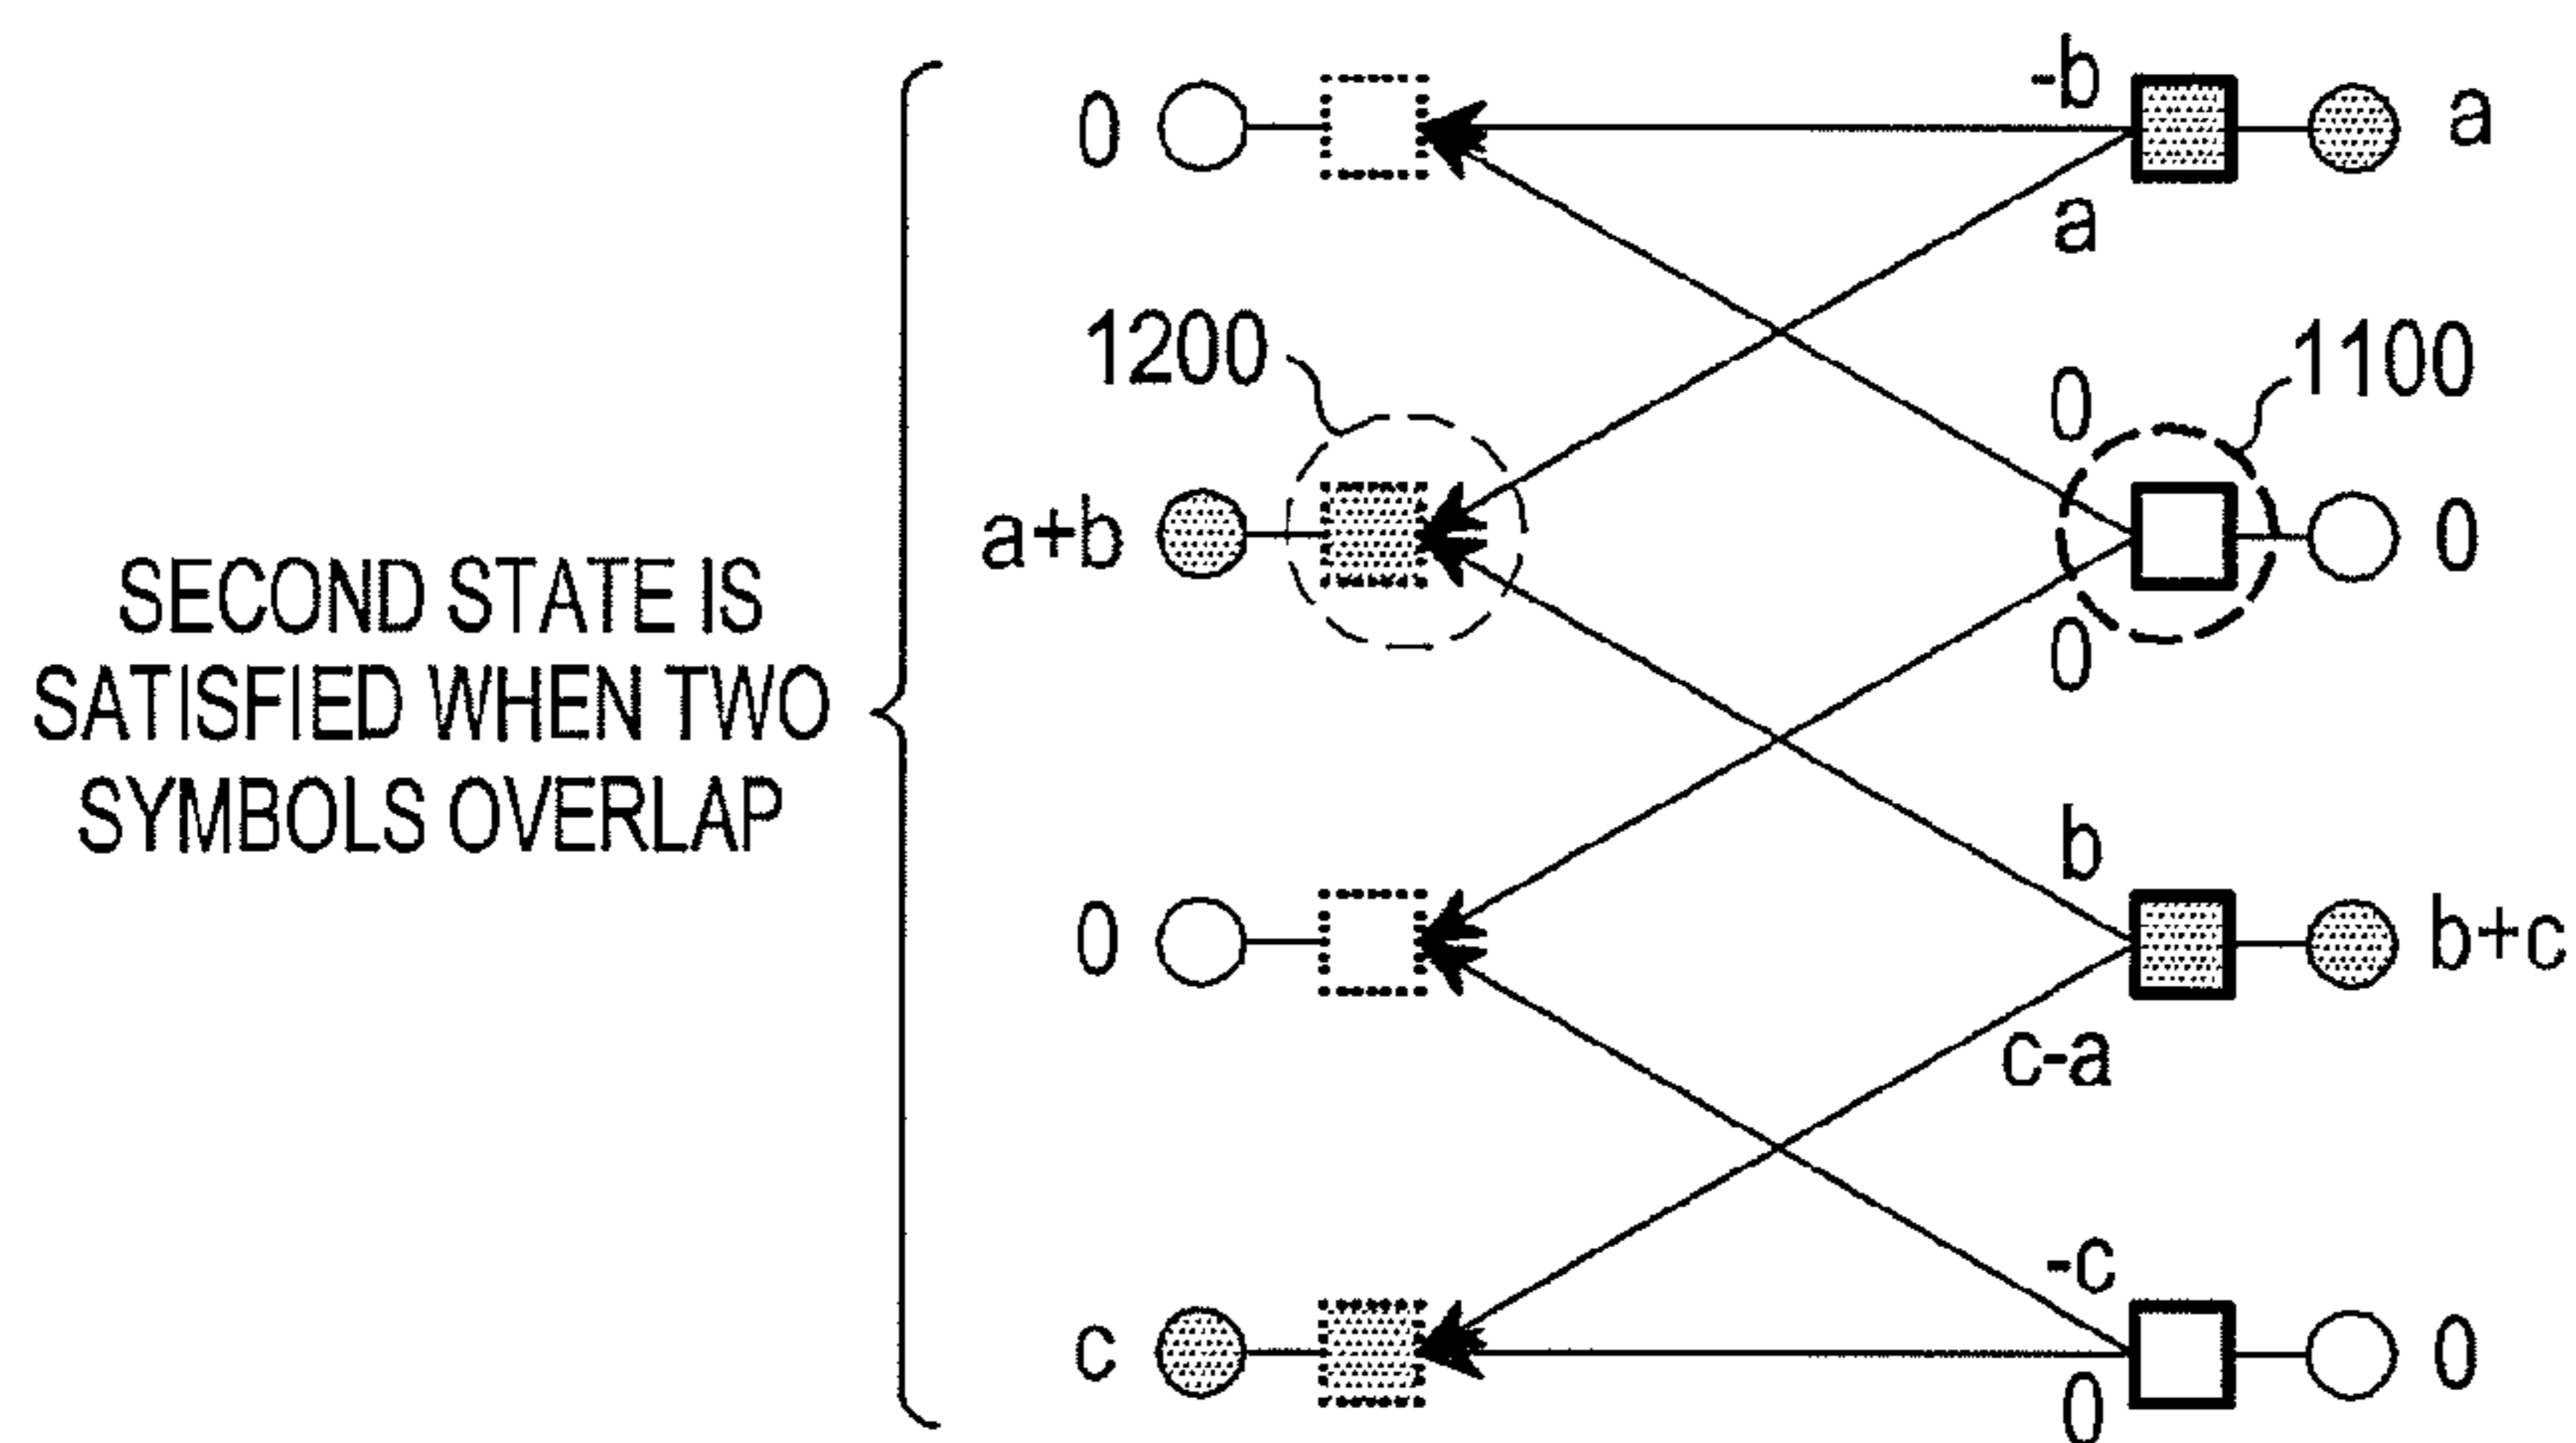 0
-b
a
a
1200
0
1100
a+b
0
0
SECOND STATE IS
SATISFIED WHEN TWO
SYMBOLS OVERLAP
b
0
b+c
c-a
-c
c
0
0